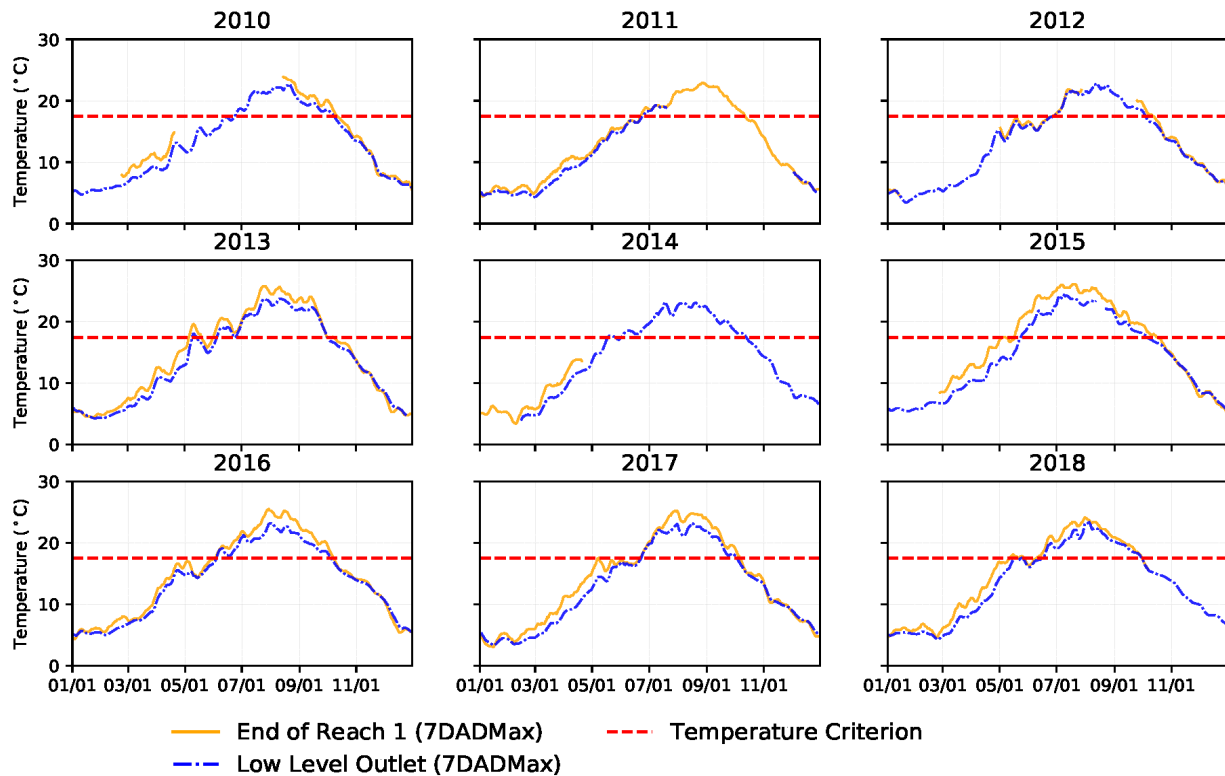 2010
2011
2012
Temperature (°C)
30
20
10
0
2013
2014
2015
Temperature (°C)
30
20
10
0
2016
2017
2018
Temperature (°C)
30
20
10
0
01/01 03/01 05/01 07/01 09/01 11/01
01/01 03/01 05/01 07/01 09/01 11/01
01/01 03/01 05/01 07/01 09/01 11/01
End of Reach 1 (7DADMax)
Temperature Criterion
Low Level Outlet (7DADMax)